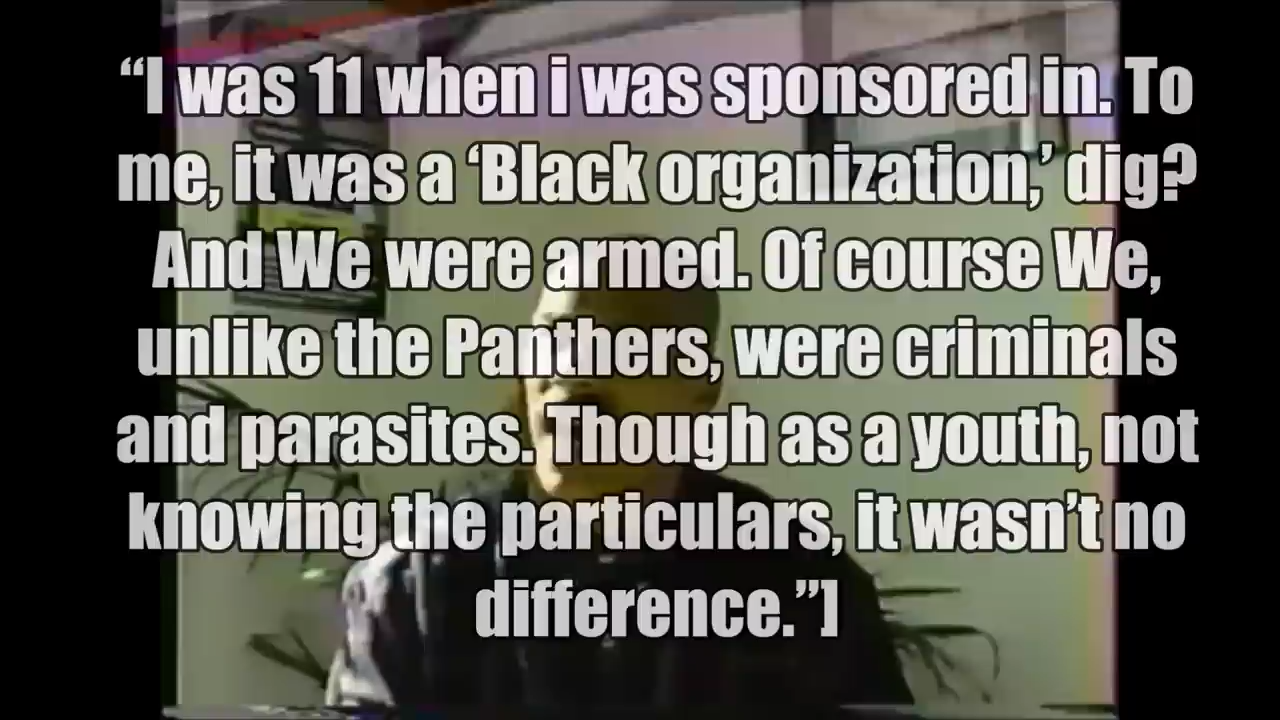 “I was 11 when i was sponsored in. To
me, it was a ‘Black organization,’ dig?
And We were armed. Of course We,
unlike the Panthers, were criminals
and parasites. Though as a youth, not
knowing the particulars, it wasn’t no
difference.”]